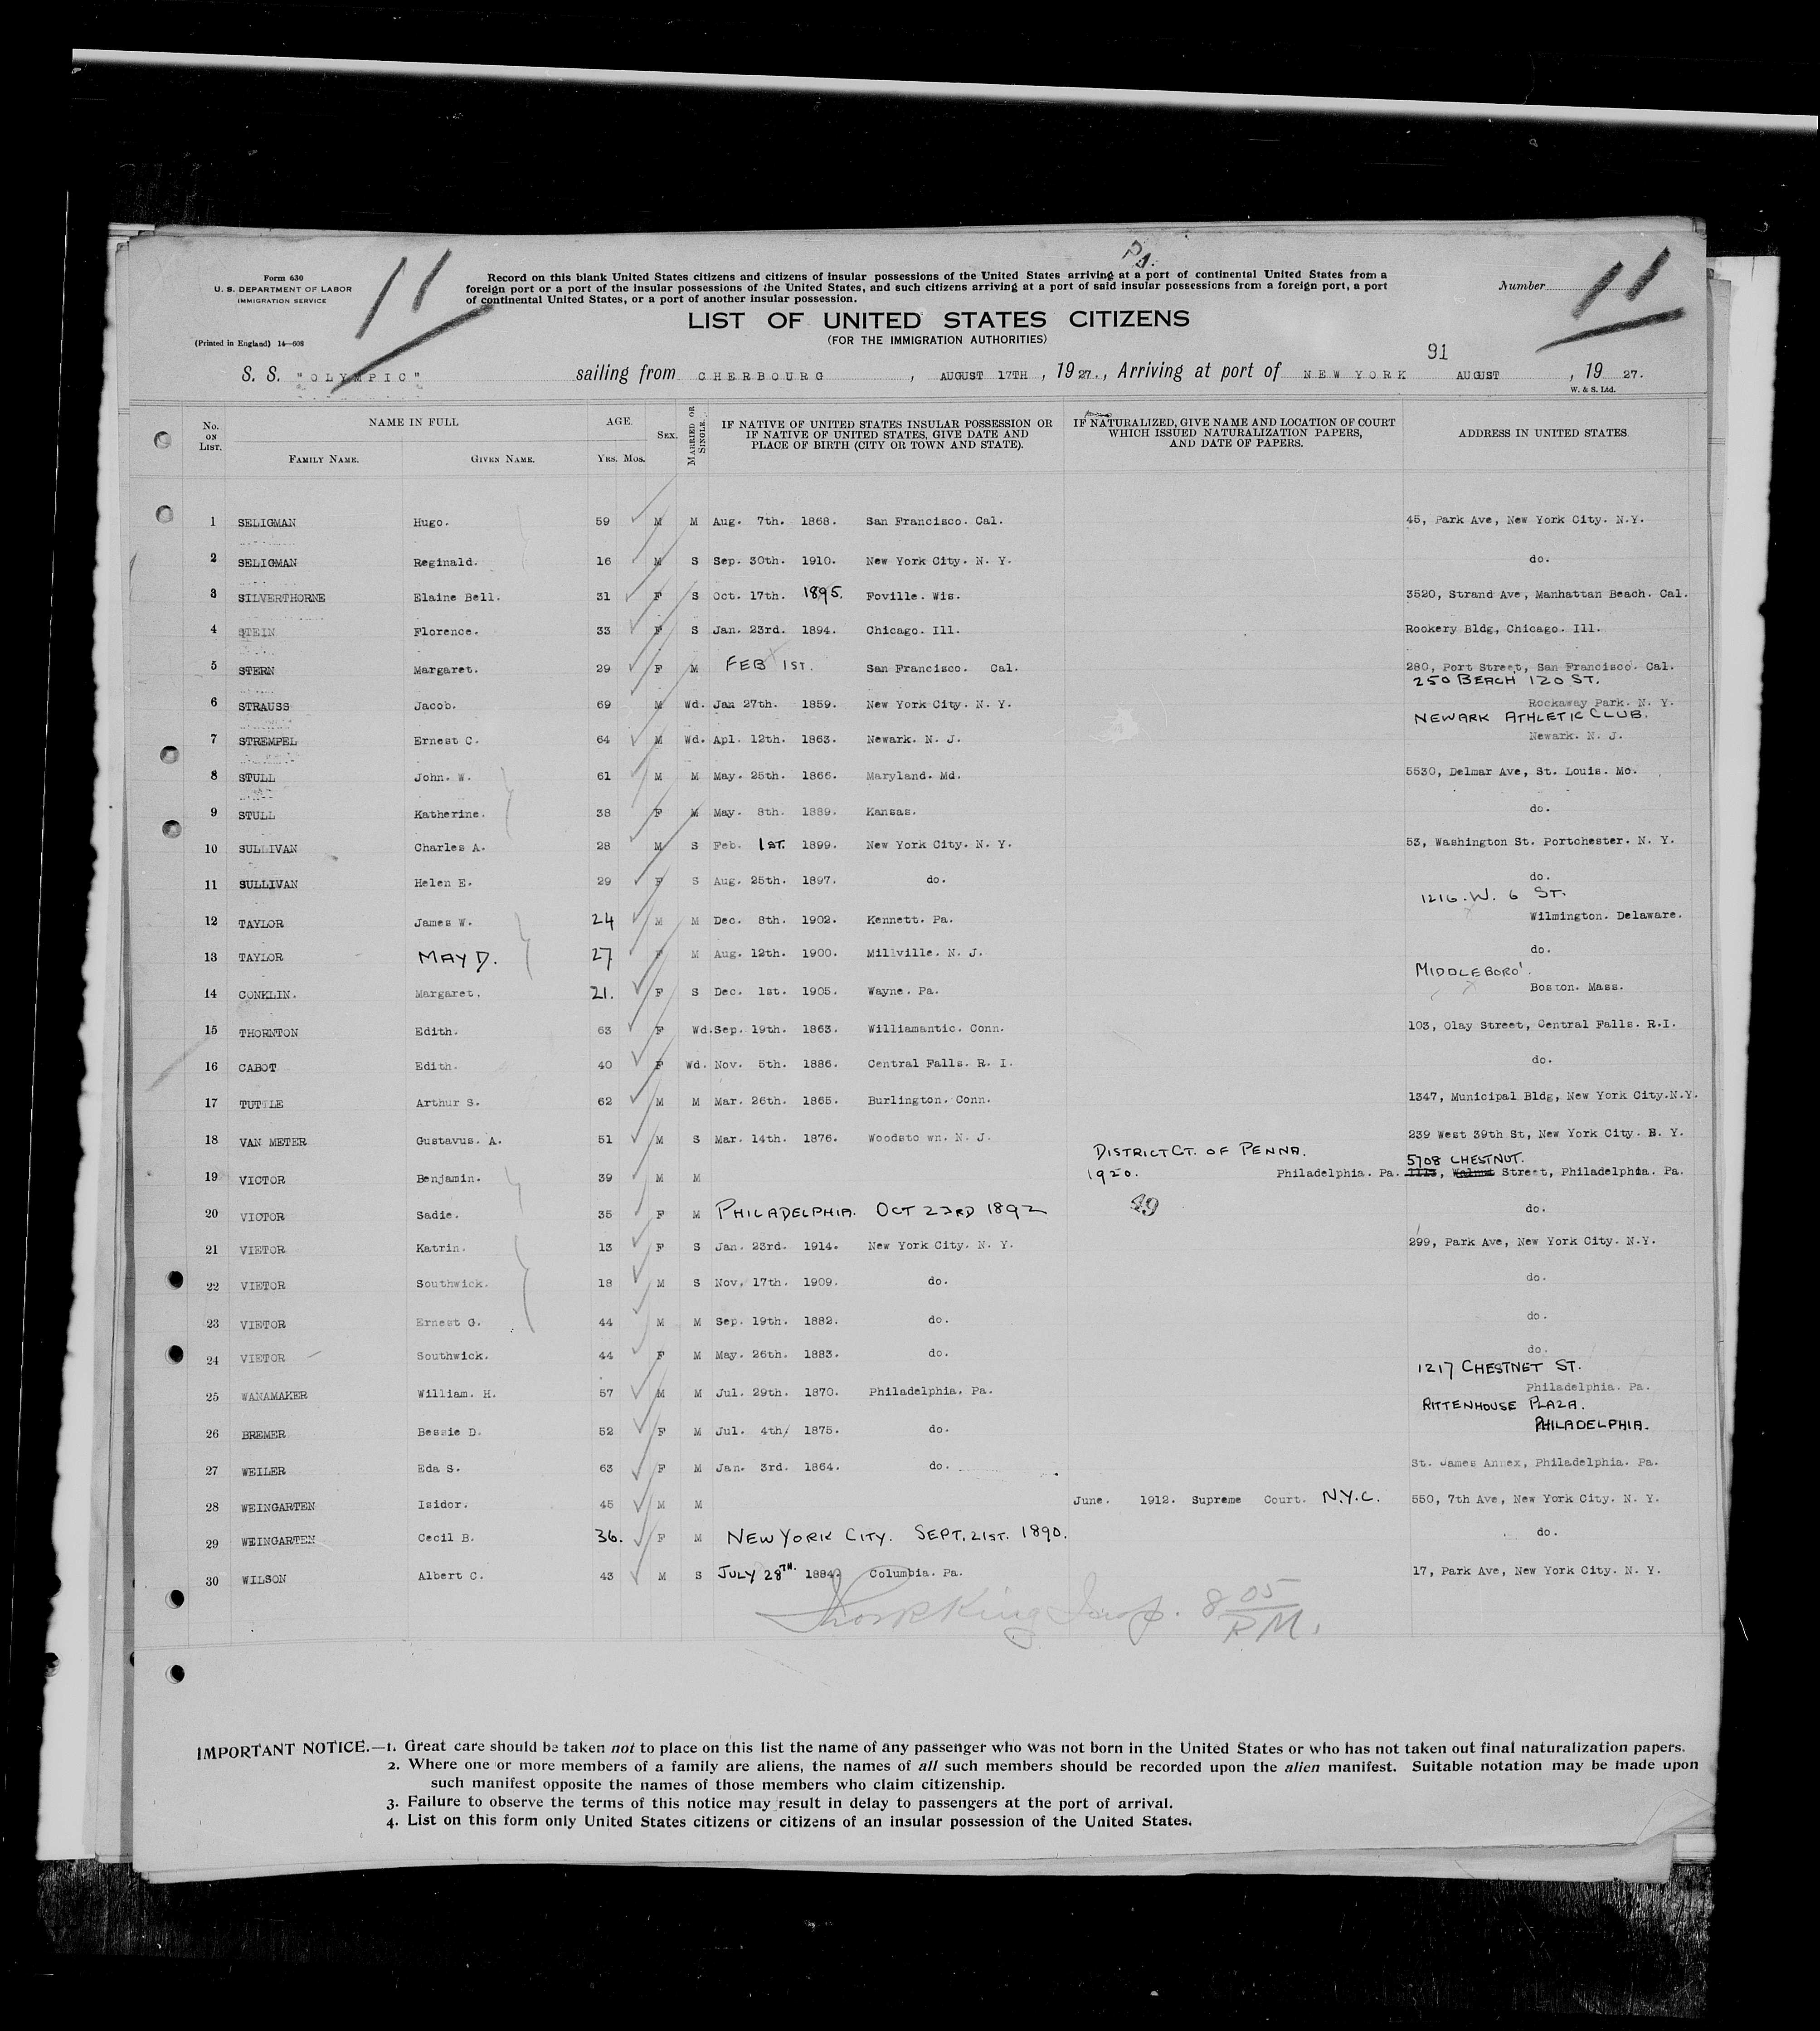 P1.
Form 630
U. S. DEPARTMENT OF LABOR
IMMIGRATION SERVICE
11
Record on this blank United States citizens and citizens of insular possessions of the United States arriving at a port of continental United States from a
foreign port or a port of the insular possessions of the United States, and such citizens arriving at a port of said insular possessions from a foreign port, a port
of continental United States, or a port of another insular possession.
Number 11
LIST OF UNITED STATES CITIZENS
(FOR THE IMMIGRATION AUTHORITIES)
(Printed in England) 14—608
91
S. S. "OLYMPIC" sailing from CHERBOURG, AUGUST 17TH, 1927., Arriving at port of NEW YORK AUGUST, 19 27.
W. & S. Ltd.
No. ON LIST. NAME IN FULL FAMILY NAME. GIVEN NAME. AGE. YRS. MOS. SEX. MARRIED OR SINGLE. IF NATIVE OF UNITED STATES INSULAR POSSESSION OR IF NATIVE OF UNITED STATES, GIVE DATE AND PLACE OF BIRTH (CITY OR TOWN AND STATE). IF NATURALIZED, GIVE NAME AND LOCATION OF COURT WHICH ISSUED NATURALIZATION PAPERS, AND DATE OF PAPERS. ADDRESS IN UNITED STATES
1 SELIGMAN Hugo. 59 M M Aug. 7th. 1868. San Francisco. Cal. 45, Park Ave, New York City. N.Y.
2 SELIGMAN Reginald. 16 M S Sep. 30th. 1910. New York City. N. Y. do.
3 SILVERTHORNE Elaine Bell. 31 F S Oct. 17th. 1895. Foville. Wis. 3520, Strand Ave, Manhattan Beach. Cal.
4 STEIN Florence. 33 F S Jan. 23rd. 1894. Chicago. Ill. Rookery Bldg, Chicago. Ill.
5 STERN Margaret. 29 F M FEB 1ST. San Francisco. Cal. 280, Port Street, San Francisco. Cal.
250 BEACH 120 ST.
6 STRAUSS Jacob. 69 M Wd. Jan 27th. 1859. New York City. N. Y. Rockaway Park. N. Y.
NEWARK ATHLETIC CLUB.
7 STREMPEL Ernest C. 64 M Wd. Apl. 12th. 1863. Newark. N. J. Newark. N. J.
8 STULL John. W. 61 M M May. 25th. 1866. Maryland. Md. 5530, Delmar Ave, St. Louis. Mo.
9 STULL Katherine. 38 F M May. 8th. 1889. Kansas. do.
10 SULLIVAN Charles A. 28 M S Feb. 1ST. 1899. New York City. N. Y. 53, Washington St. Portchester. N. Y.
11 SULLIVAN Helen E. 29 F S Aug. 25th. 1897. do. do.
1216. W. 6 ST.
12 TAYLOR James W. 24 M M Dec. 8th. 1902. Kennett. Pa. Wilmington. Delaware.
13 TAYLOR MAY D. 27 F M Aug. 12th. 1900. Millville. N. J. do.
MIDDLEBORO'.
14 CONKLIN. Margaret. 21. F S Dec. 1st. 1905. Wayne. Pa. Boston. Mass.
15 THORNTON Edith. 63 F Wd. Sep. 19th. 1863. Williamantic. Conn. 103, Olay Street, Central Falls. R.I.
16 CABOT Edith. 40 F Wd. Nov. 5th. 1886. Central Falls. R. I. do.
17 TUTTLE Arthur S. 62 M M Mar. 26th. 1865. Burlington. Conn. 1347, Municipal Bldg, New York City.N.Y.
18 VAN METER Gustavus. A. 51 M S Mar. 14th. 1876. Woodsto wn. N. J. 239 West 39th St, New York City. B. Y.
DISTRICT CT. OF PENNA. 5708 CHESTNUT.
19 VICTOR Benjamin. 39 M M 1920. Philadelphia. Pa. 1113, Walnut Street, Philadelphia. Pa.
20 VICTOR Sadie. 35 F M PHILADELPHIA. OCT 23RD 1892 39 do.
21 VIETOR Katrin. 13 F S Jan. 23rd. 1914. New York City. N. Y. 299, Park Ave, New York City. N.Y.
22 VIETOR Southwick. 18 M S Nov. 17th. 1909. do. do.
23 VIETOR Ernest G. 44 M M Sep. 19th. 1882. do. do.
24 VIETOR Southwick. 44 F M May. 26th. 1883. do. do.
1217 CHESTNET ST.
25 WANAMAKER William. H. 57 M M Jul. 29th. 1870. Philadelphia. Pa. Philadelphia. Pa.
RITTENHOUSE PLAZA.
26 BREMER Bessie D. 52 F M Jul. 4th/ 1875. do. PHILADELPHIA.
27 WEILER Eda S. 63 F M Jan. 3rd. 1864. do. St. James Annex, Philadelphia. Pa.
28 WEINGARTEN Isidor. 45 M M June. 1912. Supreme Court. N.Y.C. 550, 7th Ave, New York City. N. Y.
29 WEINGARTEN Cecil B. 36. F M NEW YORK CITY. SEPT. 21ST. 1890. do.
30 WILSON Albert C. 43 M S JULY 28TH. 1884. Columbia. Pa. 17, Park Ave, New York City. N. Y.
King Insp. 8 05 P.M.
IMPORTANT NOTICE.—1. Great care should be taken not to place on this list the name of any passenger who was not born in the United States or who has not taken out final naturalization papers.
2. Where one or more members of a family are aliens, the names of all such members should be recorded upon the alien manifest. Suitable notation may be made upon
such manifest opposite the names of those members who claim citizenship.
3. Failure to observe the terms of this notice may result in delay to passengers at the port of arrival.
4. List on this form only United States citizens or citizens of an insular possession of the United States.